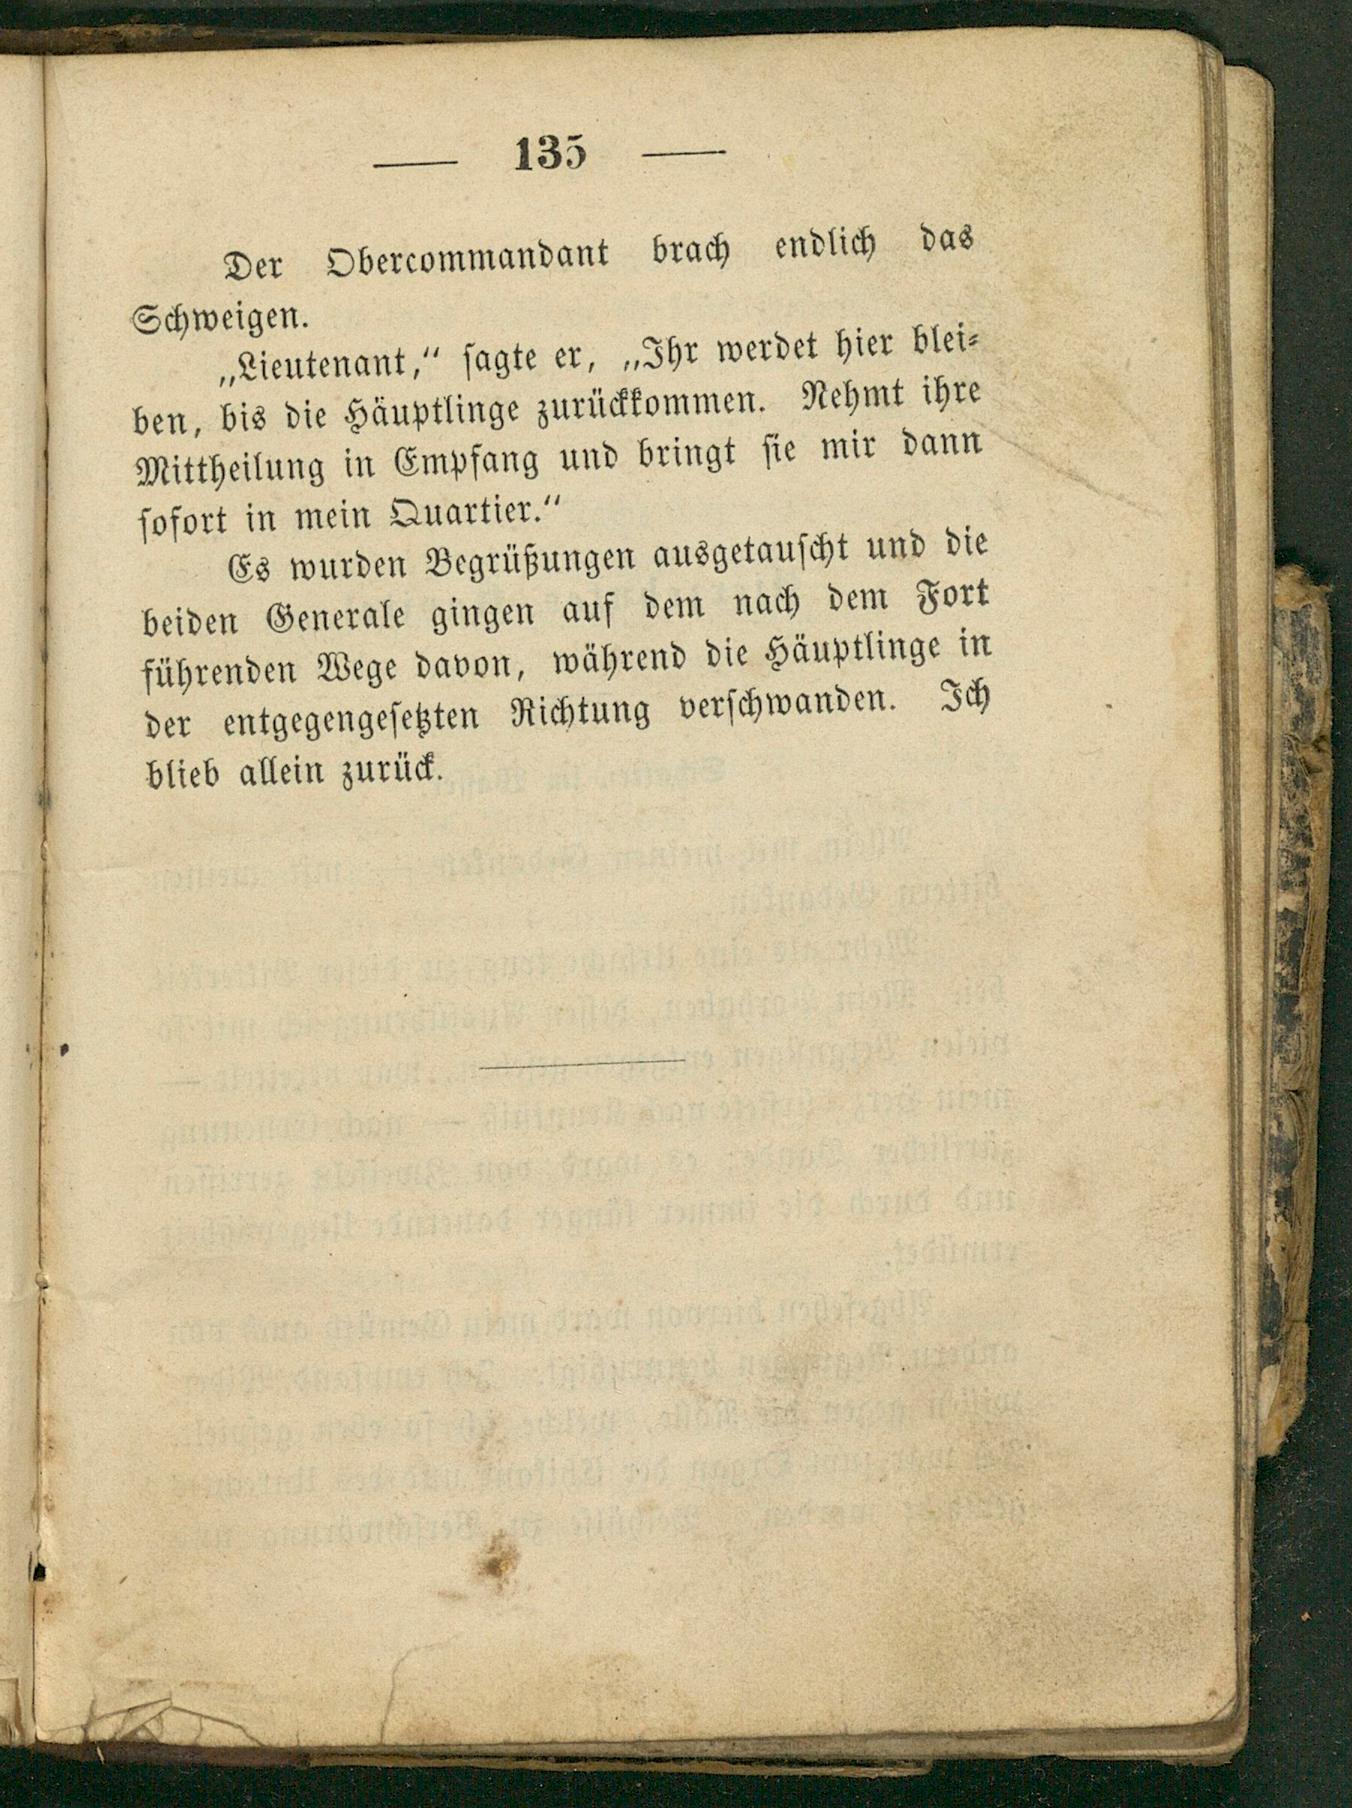 — 135 —
Der Obercommandant brach endlich das
Schweigen.
„Lieutenant,“ sagte er, „Ihr werdet hier blei⸗
ben, bis die Häuptlinge zurückkommen. Nehmt ihre
Mittheilung in Empfang und bringt sie mir dann
sofort in mein Quartier.“
Es wurden Begrüßungen ausgetauscht und die
beiden Generale gingen auf dem nach dem Fort
führenden Wege davon, während die Häuptlinge in
der entgegengesetzten Richtung verschwanden. Ich
blieb allein zurück.